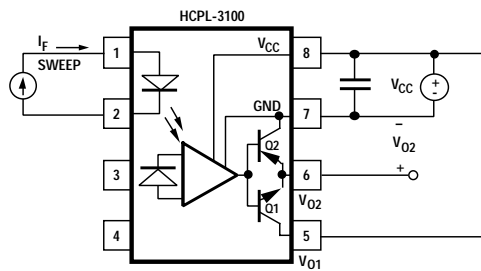 HCPL-3100
IF
SWEEP
1
2
3
4
VCC
GND
Q2
Q1
8
7
6
5
VO2
VO1
VCC
+
-
–
VO2
+